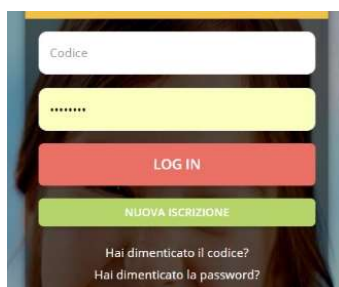 Codice
••••••••
LOG IN
NUOVA ISCRIZIONE
Hai dimenticato il codice?
Hai dimenticato la password?